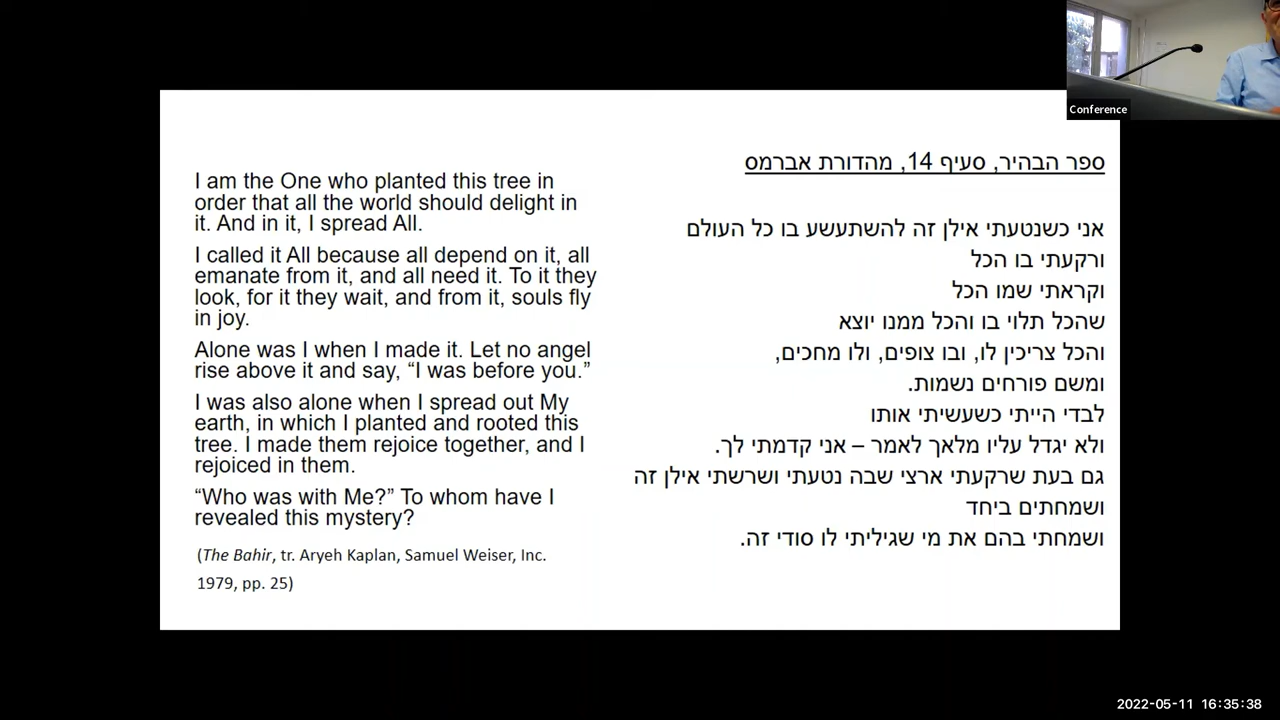 Conference
I am the One who planted this tree in
order that all the world should delight in
it. And in it, I spread All.
I called it All because all depend on it, all
emanate from it, and all need it. To it they
look, for it they wait, and from it, souls fly
in joy.
Alone was I when I made it. Let no angel
rise above it and say, “I was before you.”
I was also alone when I spread out My
earth, in which I planted and rooted this
tree. I made them rejoice together, and I
rejoiced in them.
“Who was with Me?” To whom have I
revealed this mystery?
(The Bahir, tr. Aryeh Kaplan, Samuel Weiser, Inc.
1979, pp. 25)
ספר הבהיר, סעיף 14, מהדורת אברמס
אני כשנטעתי אילן זה להשתעשע בו כל העולם
ורקעתי בו הכל
וקראתי שמו הכל
שהכל תלוי בו והכל ממנו יוצא
והכל צריכין לו, ובו צופים, ולו מחכים,
ומשם פורחים נשמות.
לבדי הייתי כשעשיתי אותו
ולא יגדל עליו מלאך לאמר – אני קדמתי לך.
גם בעת שרקעתי ארצי שבה נטעתי ושרשתי אילן זה
ושמחתים ביחד
ושמחתי בהם את מי שגיליתי לו סודי זה.
2022-05-11 16:35:38